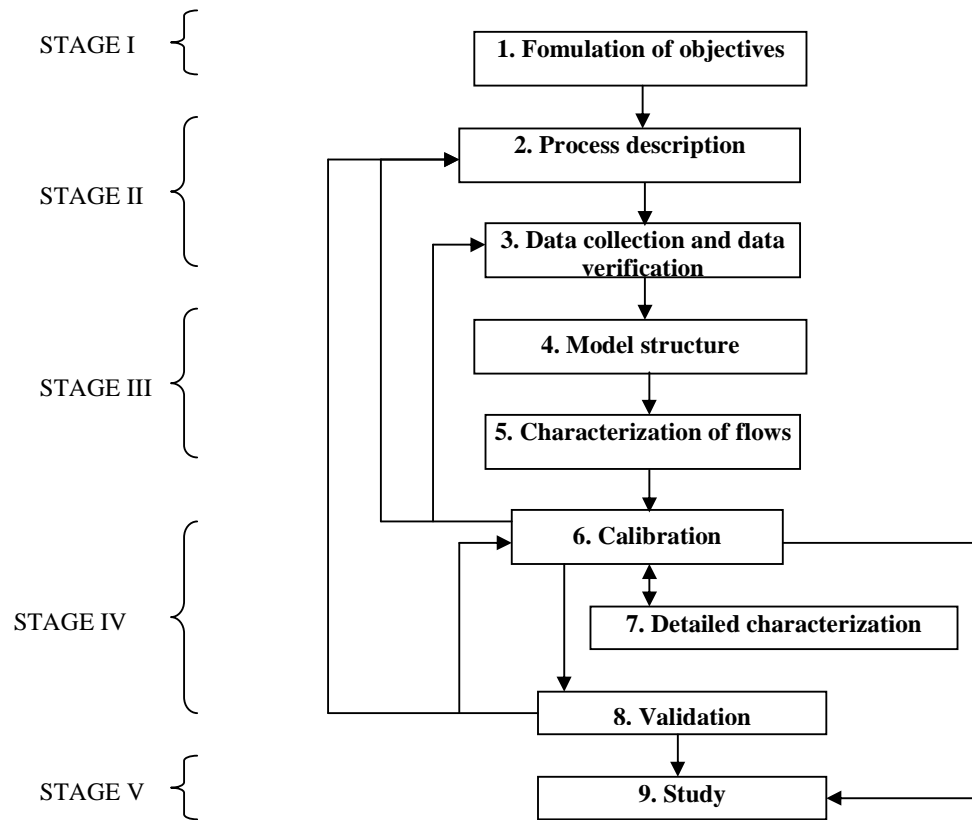 STAGE I
1. Fomulation of objectives
STAGE II
2. Process description
3. Data collection and data
verification
STAGE III
4. Model structure
5. Characterization of flows
STAGE IV
6. Calibration
7. Detailed characterization
8. Validation
STAGE V
9. Study